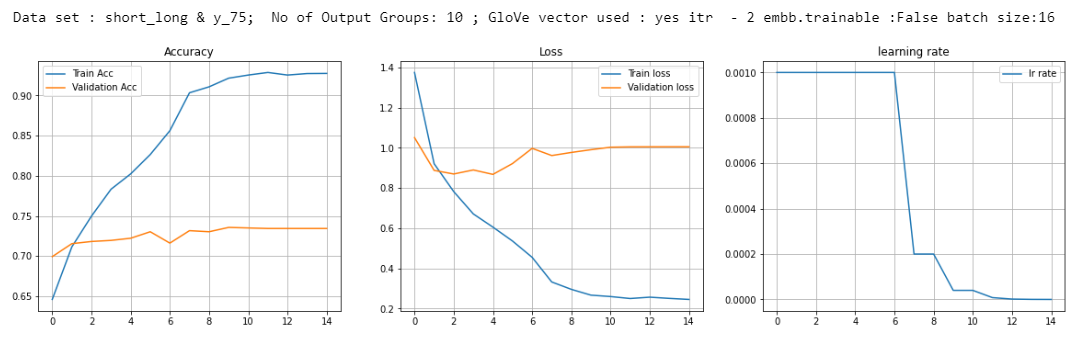 Data set : short_long & y_75;  No of Output Groups: 10 ; GloVe vector used : yes itr  - 2 embb.trainable :False batch size:16
Accuracy
Train Acc
Validation Acc
0.90
0.85
0.80
0.75
0.70
0.65
0 2 4 6 8 10 12 14
Loss
Train loss
Validation loss
1.4
1.2
1.0
0.8
0.6
0.4
0.2
0 2 4 6 8 10 12 14
learning rate
lr rate
0.0010
0.0008
0.0006
0.0004
0.0002
0.0000
0 2 4 6 8 10 12 14